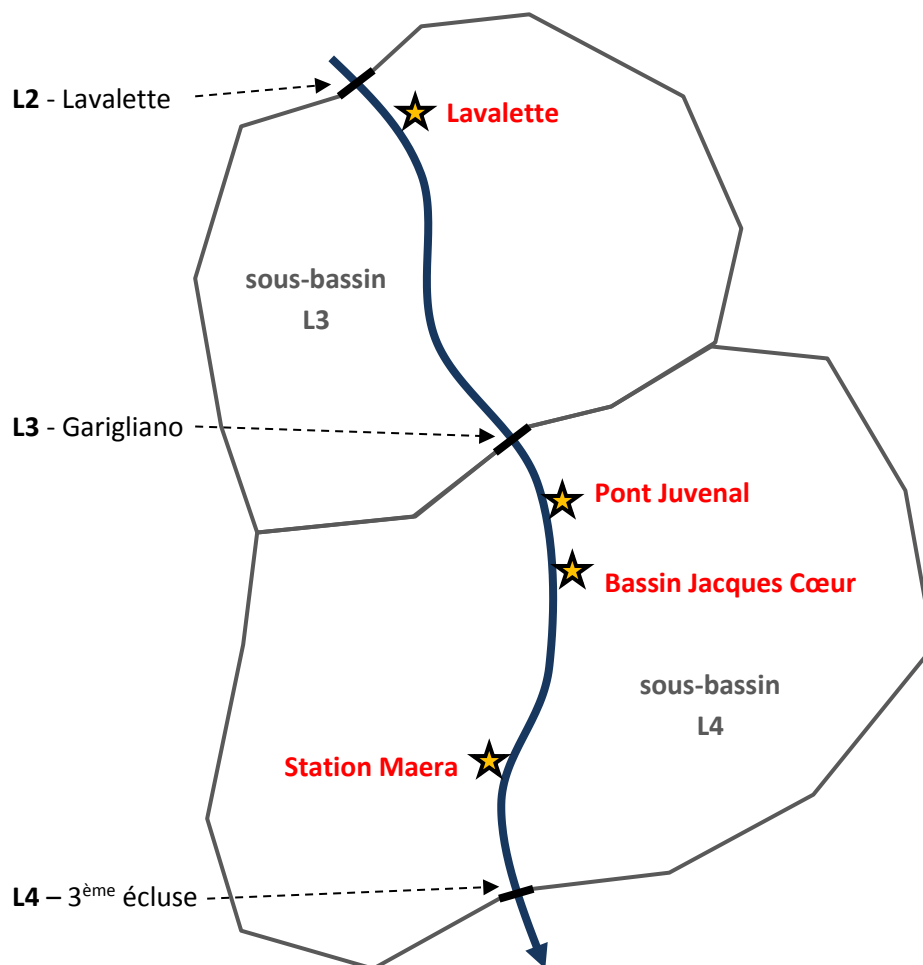 L2 - Lavalette
Lavalette
sous-bassin
L3
L3 - Garigliano
Pont Juvenal
Bassin Jacques Cœur
sous-bassin
L4
Station Maera
L4 – 3ème écluse